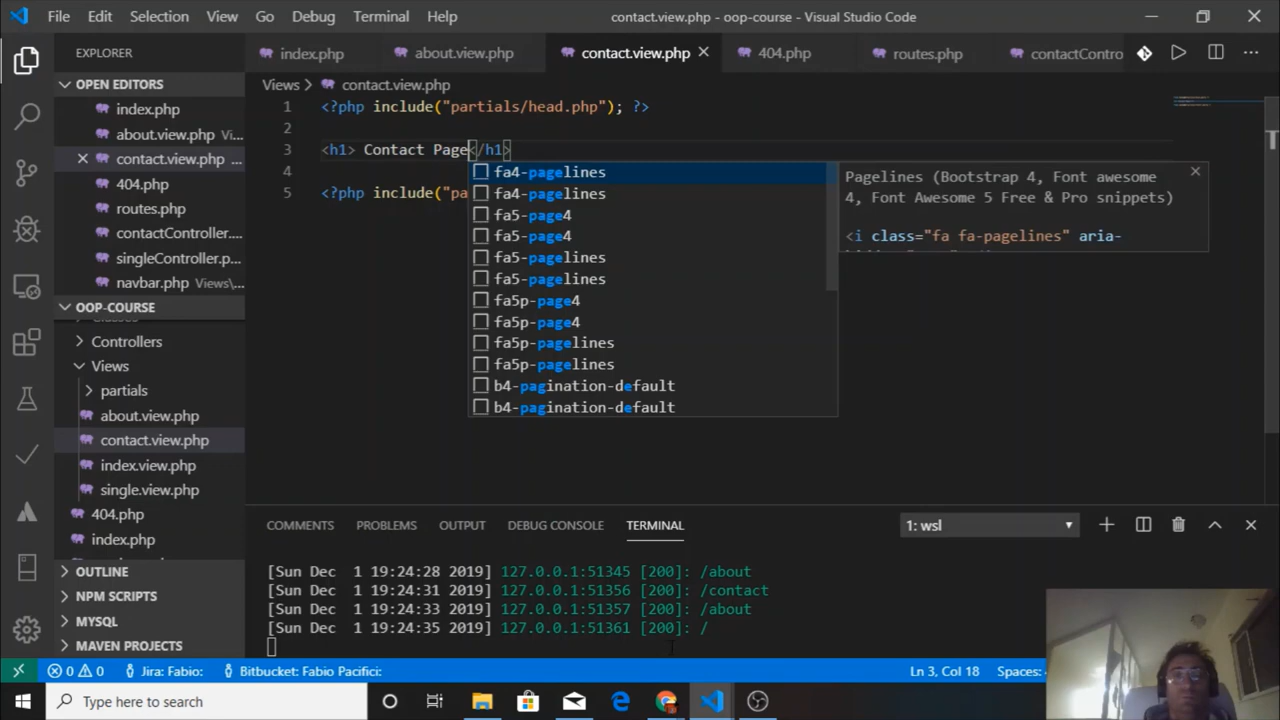 File Edit Selection View Go Debug Terminal Help
contact.view.php - oop-course - Visual Studio Code
EXPLORER
index.php
about.view.php
contact.view.php
404.php
routes.php
contactContro
OPEN EDITORS
index.php
about.view.php Vi...
contact.view.php ...
404.php
routes.php
contactController....
singleController.p...
navbar.php Views\...
OOP-COURSE
Controllers
Views
partials
about.view.php
contact.view.php
index.view.php
single.view.php
404.php
index.php
OUTLINE
NPM SCRIPTS
MYSQL
MAVEN PROJECTS
Views > contact.view.php
1 <?php include("partials/head.php"); ?>
2
3 <h1> Contact Page</h1>
4
5 <?php include("pa
fa4-pagelines
fa4-pagelines
fa5-page4
fa5-page4
fa5-pagelines
fa5-pagelines
fa5p-page4
fa5p-page4
fa5p-pagelines
fa5p-pagelines
b4-pagination-default
b4-pagination-default
Pagelines (Bootstrap 4, Font awesome
4, Font Awesome 5 Free & Pro snippets)
<i class="fa fa-pagelines" aria-
COMMENTS PROBLEMS OUTPUT DEBUG CONSOLE TERMINAL
1: wsl
[Sun Dec 1 19:24:28 2019] 127.0.0.1:51345 [200]: /about
[Sun Dec 1 19:24:31 2019] 127.0.0.1:51356 [200]: /contact
[Sun Dec 1 19:24:33 2019] 127.0.0.1:51357 [200]: /about
[Sun Dec 1 19:24:35 2019] 127.0.0.1:51361 [200]: /
0 0 Jira: Fabio: Bitbucket: Fabio Pacifici:
Ln 3, Col 18 Spaces:
Type here to search